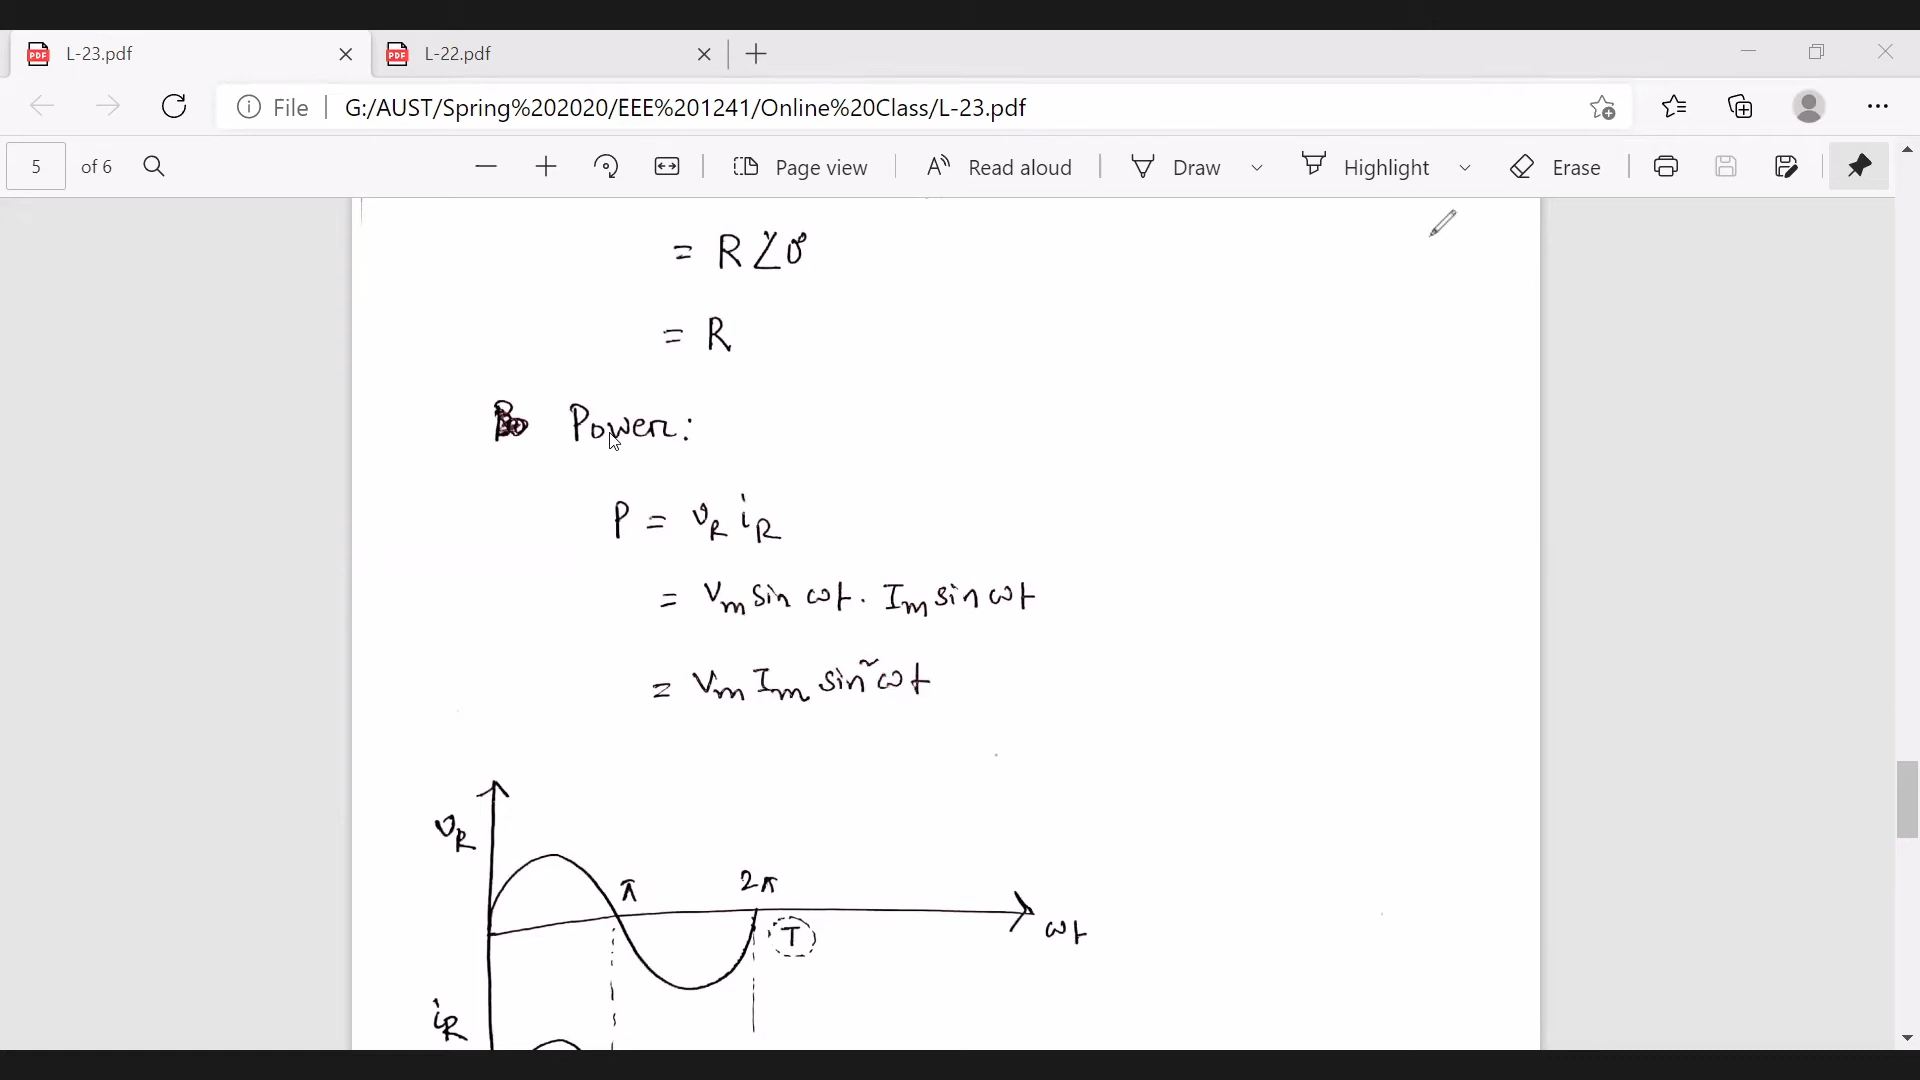 L-23.pdf
L-22.pdf
File | G:/AUST/Spring%202020/EEE%201241/Online%20Class/L-23.pdf
5 of 6
Page view
Read aloud
Draw
Highlight
Erase
= R∠0°
= R
Power:
P = v_R i_R
= V_m sin ωt . I_m sin ωt
= V_m I_m sin² ωt
v_R
π
2π
T
ωt
i_R